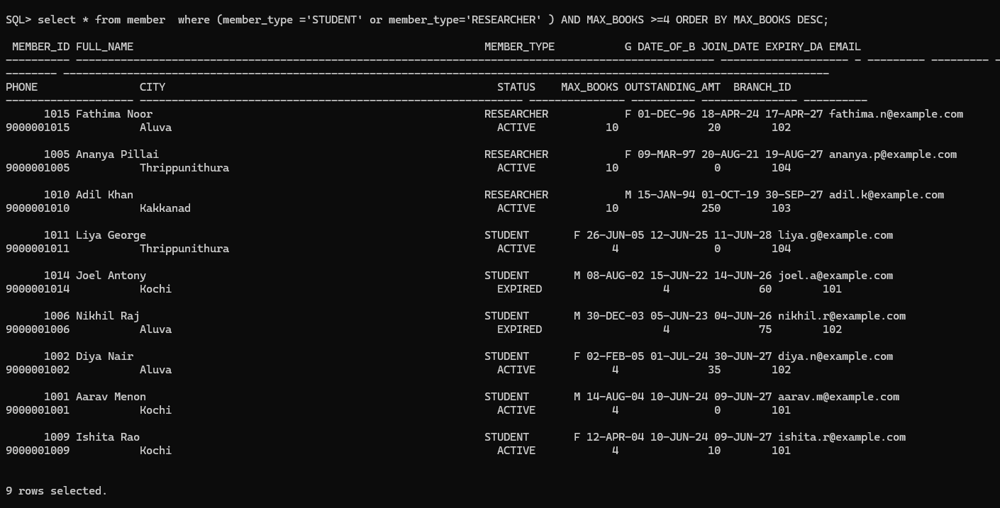 SQL> select * from member  where (member_type ='STUDENT' or member_type='RESEARCHER' ) AND MAX_BOOKS >=4 ORDER BY MAX_BOOKS DESC;
MEMBER_ID FULL_NAME MEMBER_TYPE G DATE_OF_B JOIN_DATE EXPIRY_DA EMAIL
---------- ---------------------------------------------------------------------------------------------------- -------------------- - --------- --------- -
-------- ------------------------------------------------------------------------------------------------------------------------
PHONE CITY STATUS MAX_BOOKS OUTSTANDING_AMT BRANCH_ID
-------------------- ------------------------------------------------------------ --------------- ---------- --------------- ----------
1015 Fathima Noor RESEARCHER F 01-DEC-96 18-APR-24 17-APR-27 fathima.n@example.com
9000001015 Aluva ACTIVE 10 20 102
1005 Ananya Pillai RESEARCHER F 09-MAR-97 20-AUG-21 19-AUG-27 ananya.p@example.com
9000001005 Thrippunithura ACTIVE 10 0 104
1010 Adil Khan RESEARCHER M 15-JAN-94 01-OCT-19 30-SEP-27 adil.k@example.com
9000001010 Kakkanad ACTIVE 10 250 103
1011 Liya George STUDENT F 26-JUN-05 12-JUN-25 11-JUN-28 liya.g@example.com
9000001011 Thrippunithura ACTIVE 4 0 104
1014 Joel Antony STUDENT M 08-AUG-02 15-JUN-22 14-JUN-26 joel.a@example.com
9000001014 Kochi EXPIRED 4 60 101
1006 Nikhil Raj STUDENT M 30-DEC-03 05-JUN-23 04-JUN-26 nikhil.r@example.com
9000001006 Aluva EXPIRED 4 75 102
1002 Diya Nair STUDENT F 02-FEB-05 01-JUL-24 30-JUN-27 diya.n@example.com
9000001002 Aluva ACTIVE 4 35 102
1001 Aarav Menon STUDENT M 14-AUG-04 10-JUN-24 09-JUN-27 aarav.m@example.com
9000001001 Kochi ACTIVE 4 0 101
1009 Ishita Rao STUDENT F 12-APR-04 10-JUN-24 09-JUN-27 ishita.r@example.com
9000001009 Kochi ACTIVE 4 10 101
9 rows selected.